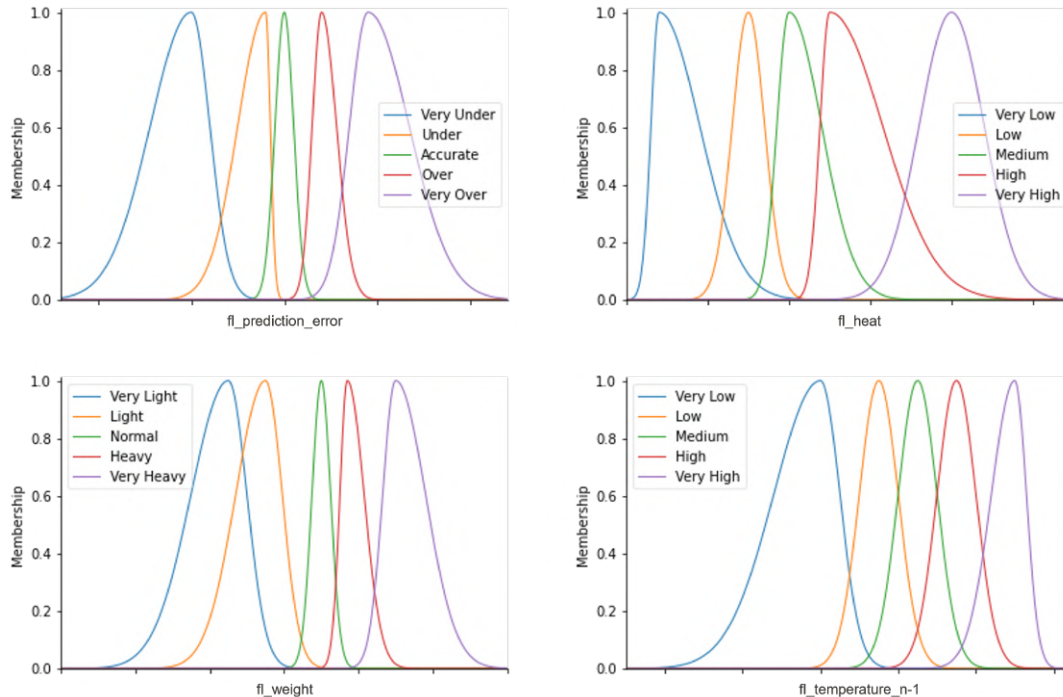 1.0
0.8
0.6
0.4
0.2
0.0
Membership
Very Under
Under
Accurate
Over
Very Over
fl_prediction_error
1.0
0.8
0.6
0.4
0.2
0.0
Membership
Very Low
Low
Medium
High
Very High
fl_heat
1.0
0.8
0.6
0.4
0.2
0.0
Membership
Very Light
Light
Normal
Heavy
Very Heavy
fl_weight
1.0
0.8
0.6
0.4
0.2
0.0
Membership
Very Low
Low
Medium
High
Very High
fl_temperature_n-1